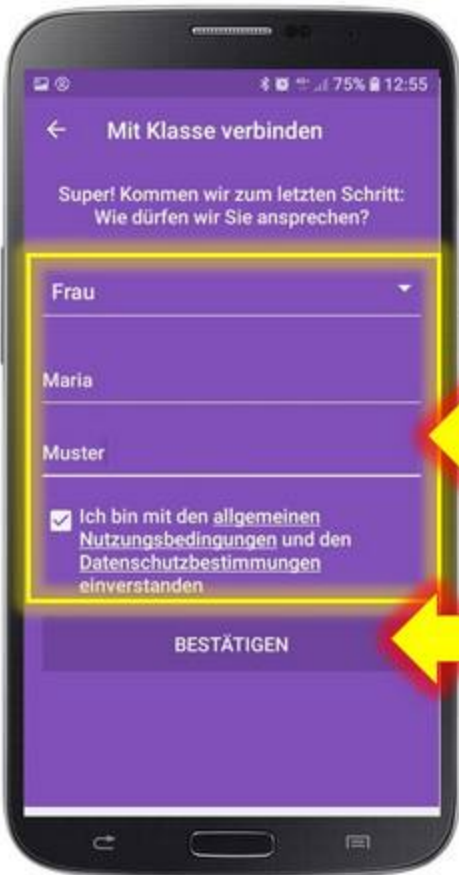 75% 12:55
Mit Klasse verbinden
Super! Kommen wir zum letzten Schritt:
Wie dürfen wir Sie ansprechen?
Frau
Maria
Muster
Ich bin mit den allgemeinen
Nutzungsbedingungen und den
Datenschutzbestimmungen
einverstanden
BESTÄTIGEN